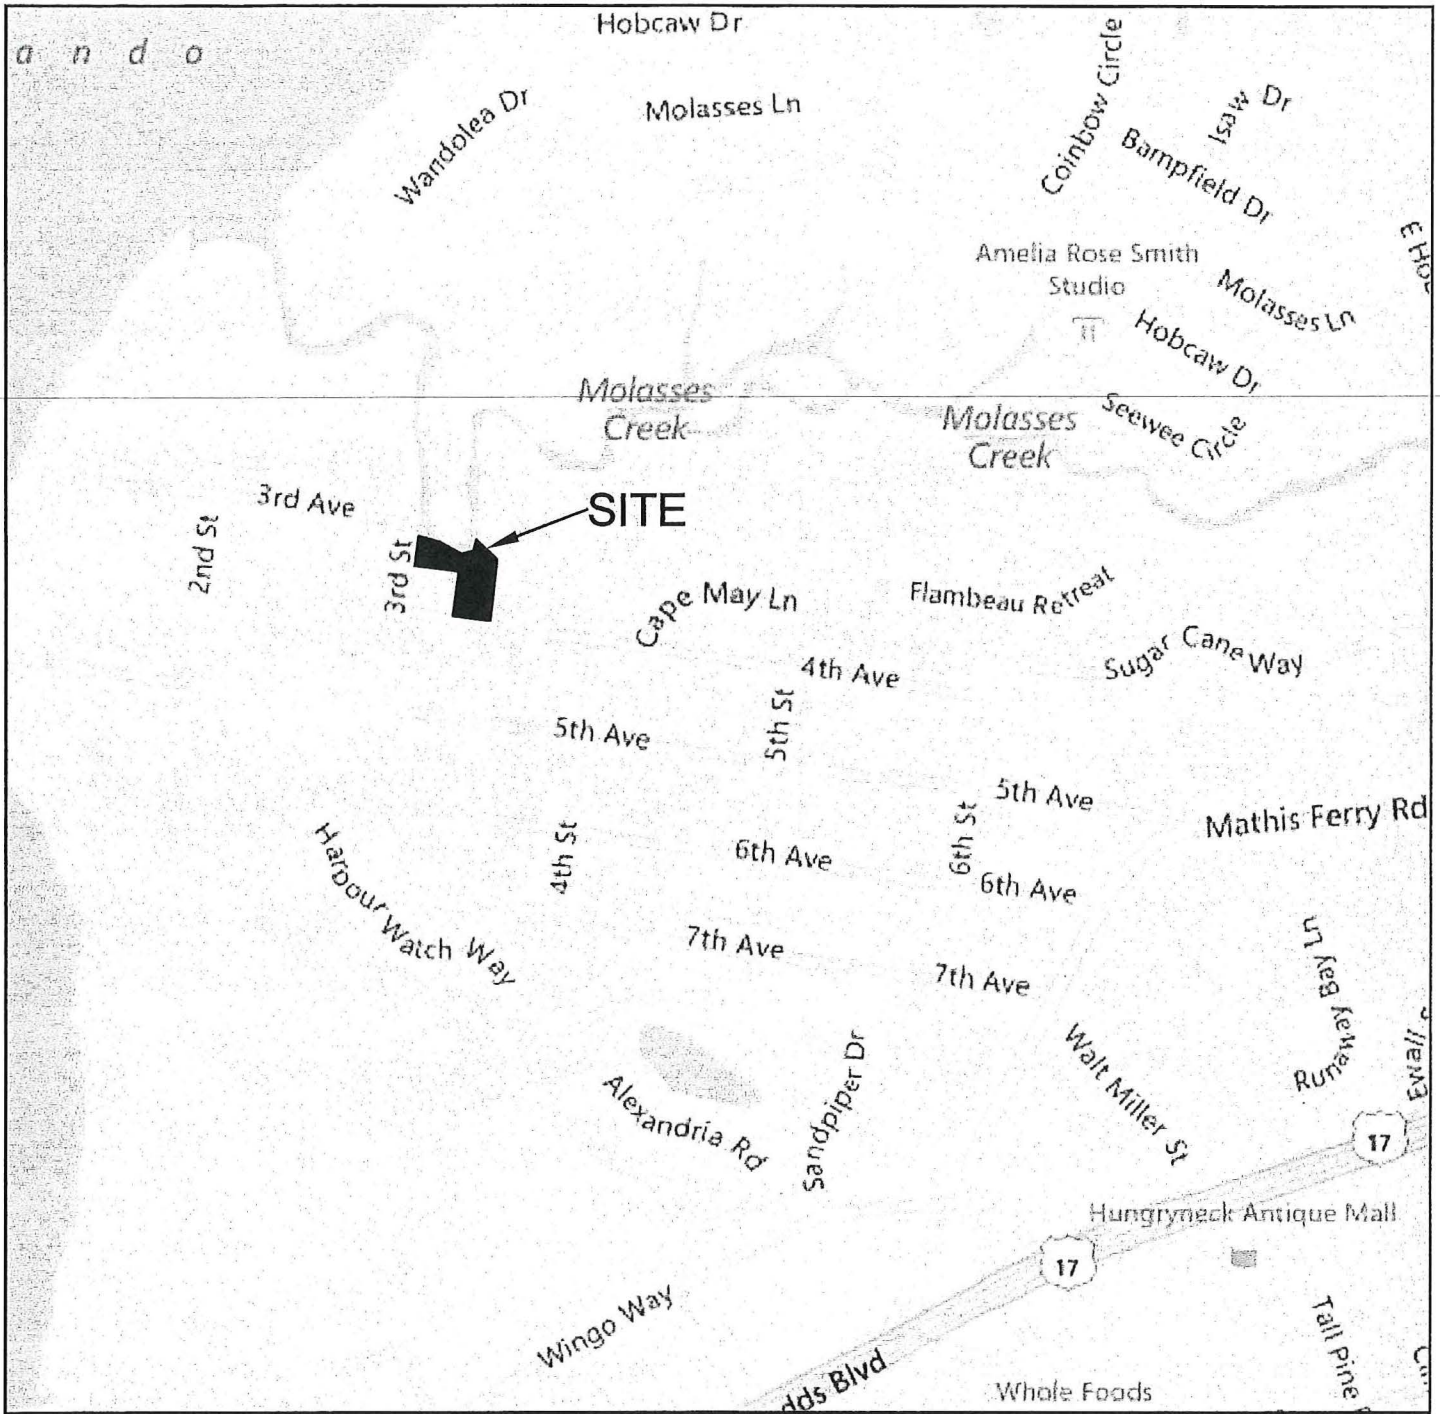 Hobcaw Dr
a n d o
Wandolea Dr
Molasses Ln
Coinbow Circle
Isaw Dr
Bampfield Dr
Amelia Rose Smith
Studio
Molasses Ln
Hobcaw Dr
Molasses
Creek
Molasses
Creek
Seewee Circle
3rd Ave
SITE
2nd St
3rd St
Cape May Ln
Flambeau Retreat
Sugar Cane Way
4th Ave
5th St
5th Ave
5th Ave
Mathis Ferry Rd
6th St
Harbour Watch Way
4th St
6th Ave
6th Ave
7th Ave
7th Ave
Runaway Bay Ln
Walt Miller St
Alexandria Rd
Sandpiper Dr
17
Hungryneck Antique Mall
17
Wingo Way
Tall Pine
dds Blvd
Whole Foods